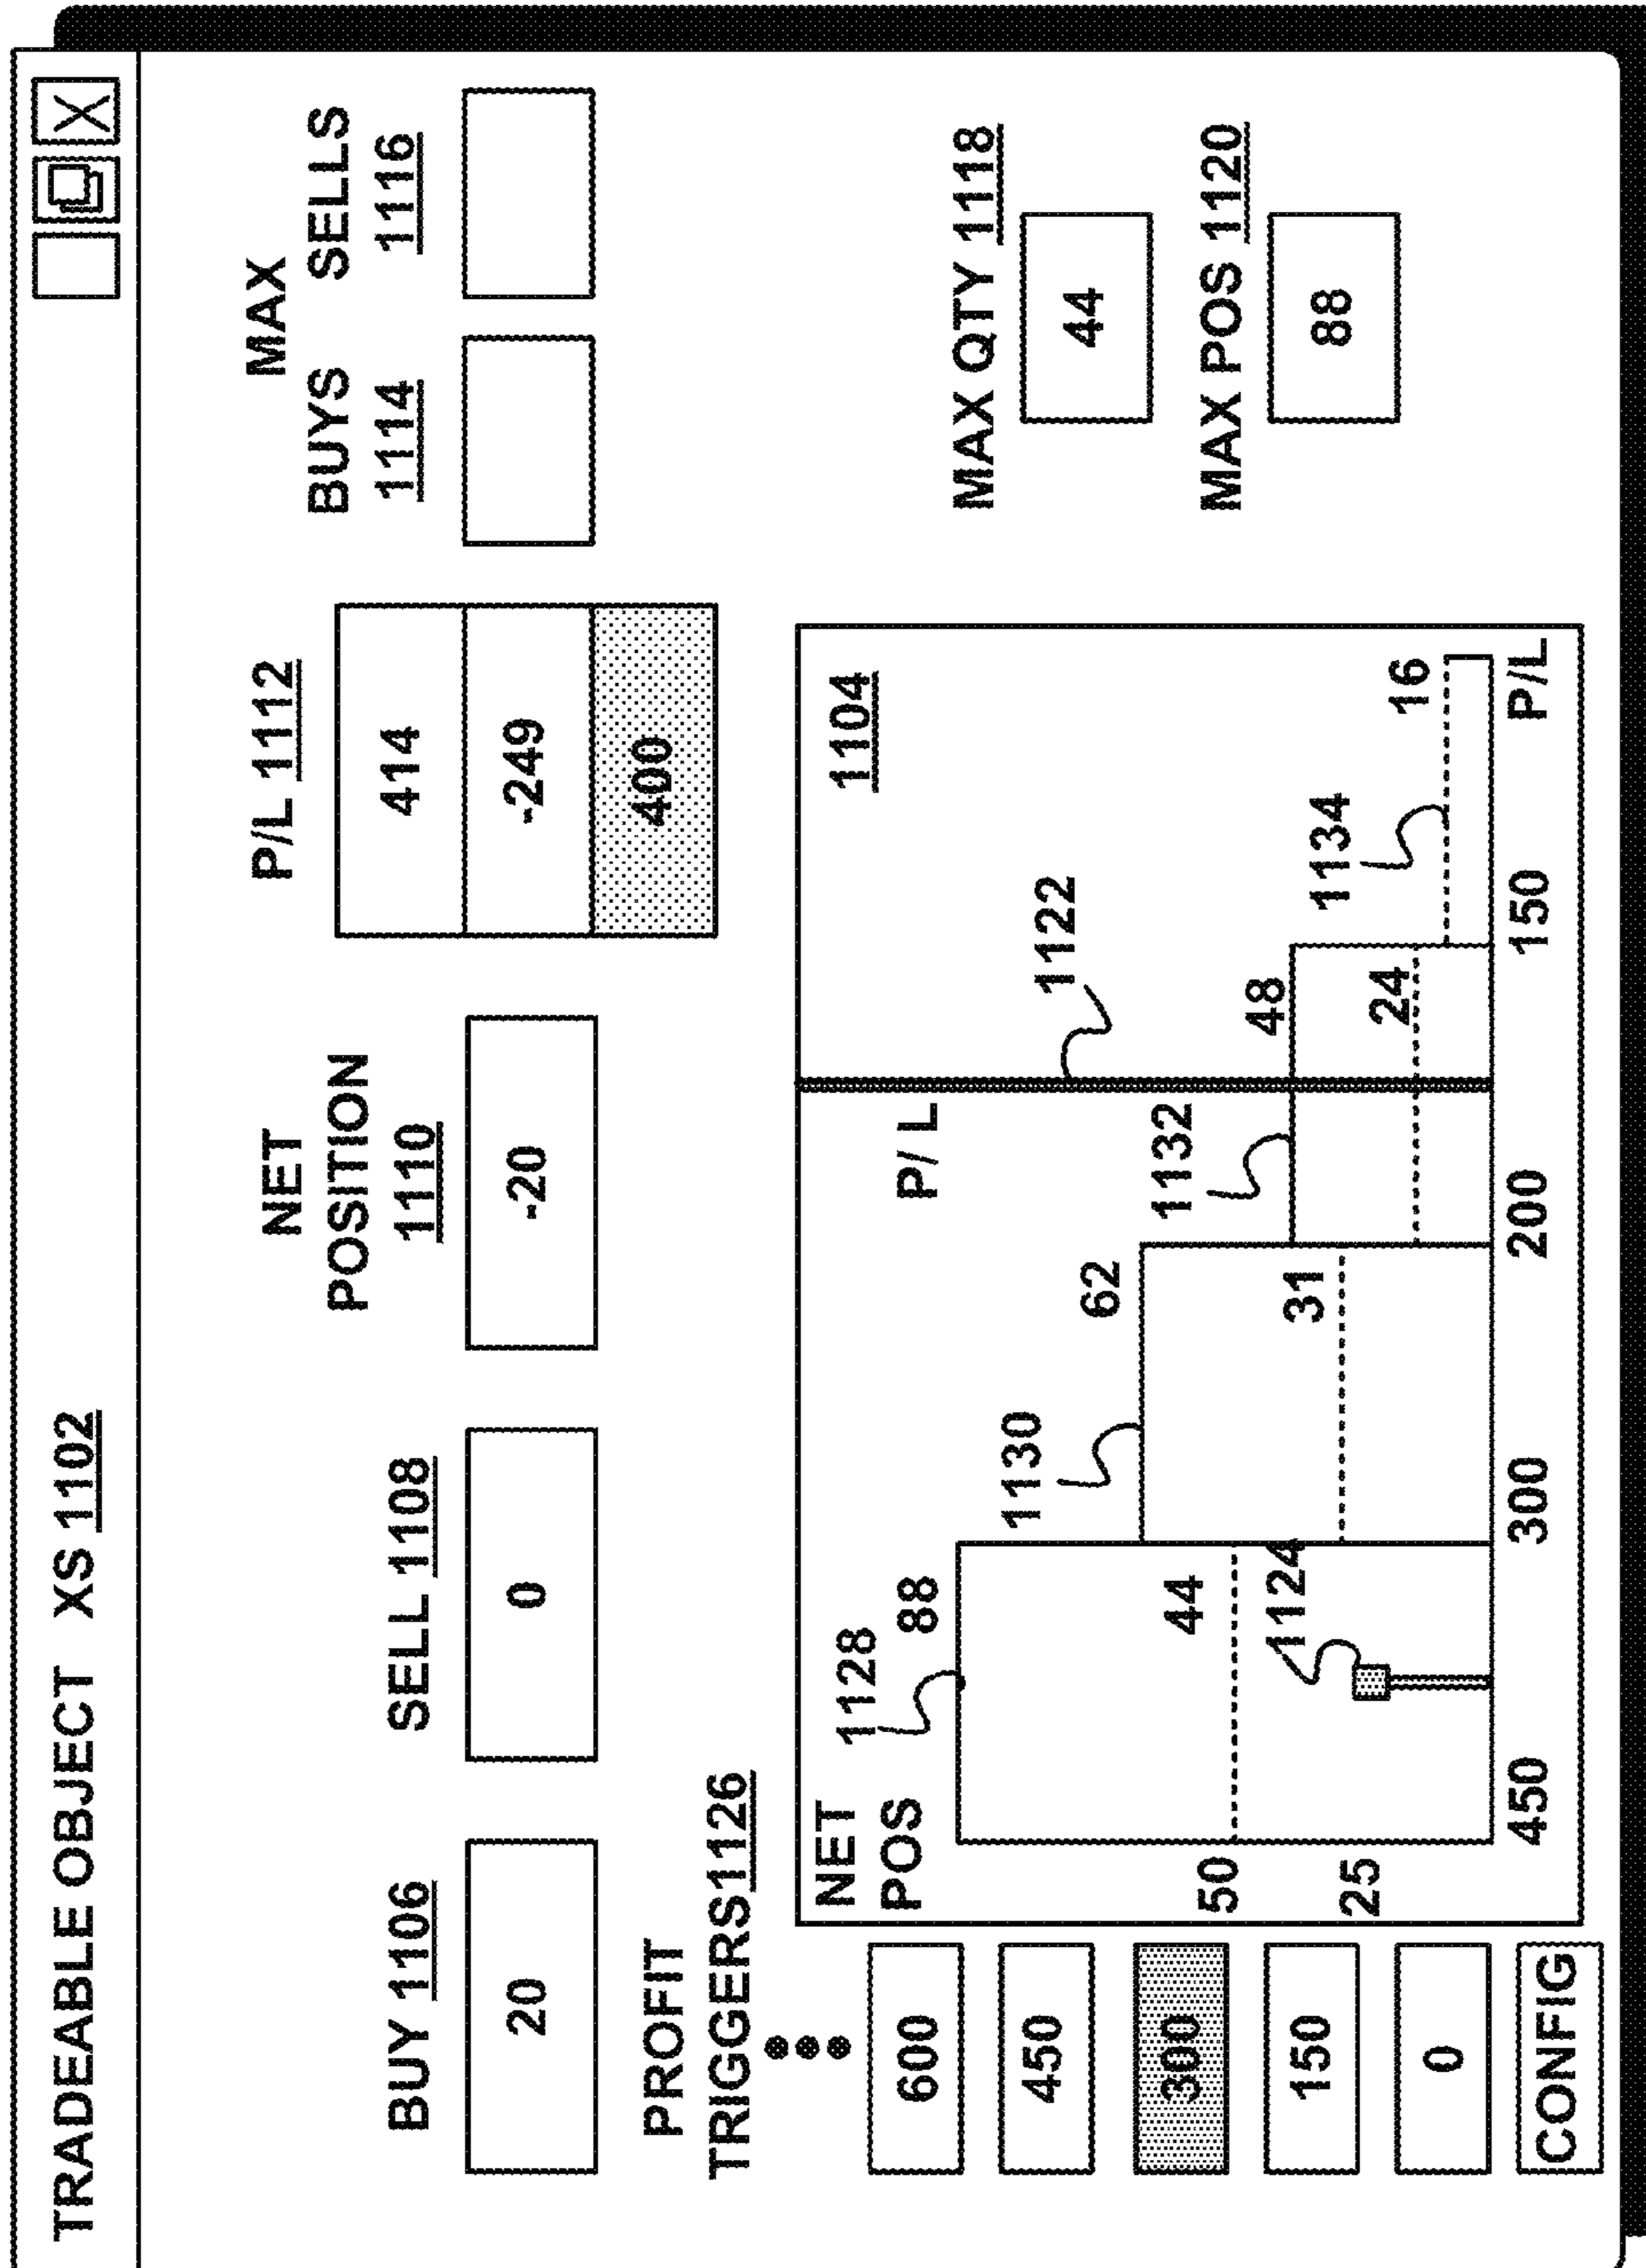 TRADEABLE OBJECT XS 1102
X
MAX
BUY 1106
SELL 1108
NET
POSITION
1110
P/L 1112
BUYS
1114
SELLS
1116
20
0
-20
414
-249
400
PROFIT
TRIGGERS1126
600
450
300
150
0
CONFIG
NET
POS
1128
88
1130
62
P/ L
1122
1104
1132
48
50
44
25
1124
31
24
1134
16
450
300
200
150
P/L
MAX QTY 1118
44
MAX POS 1120
88